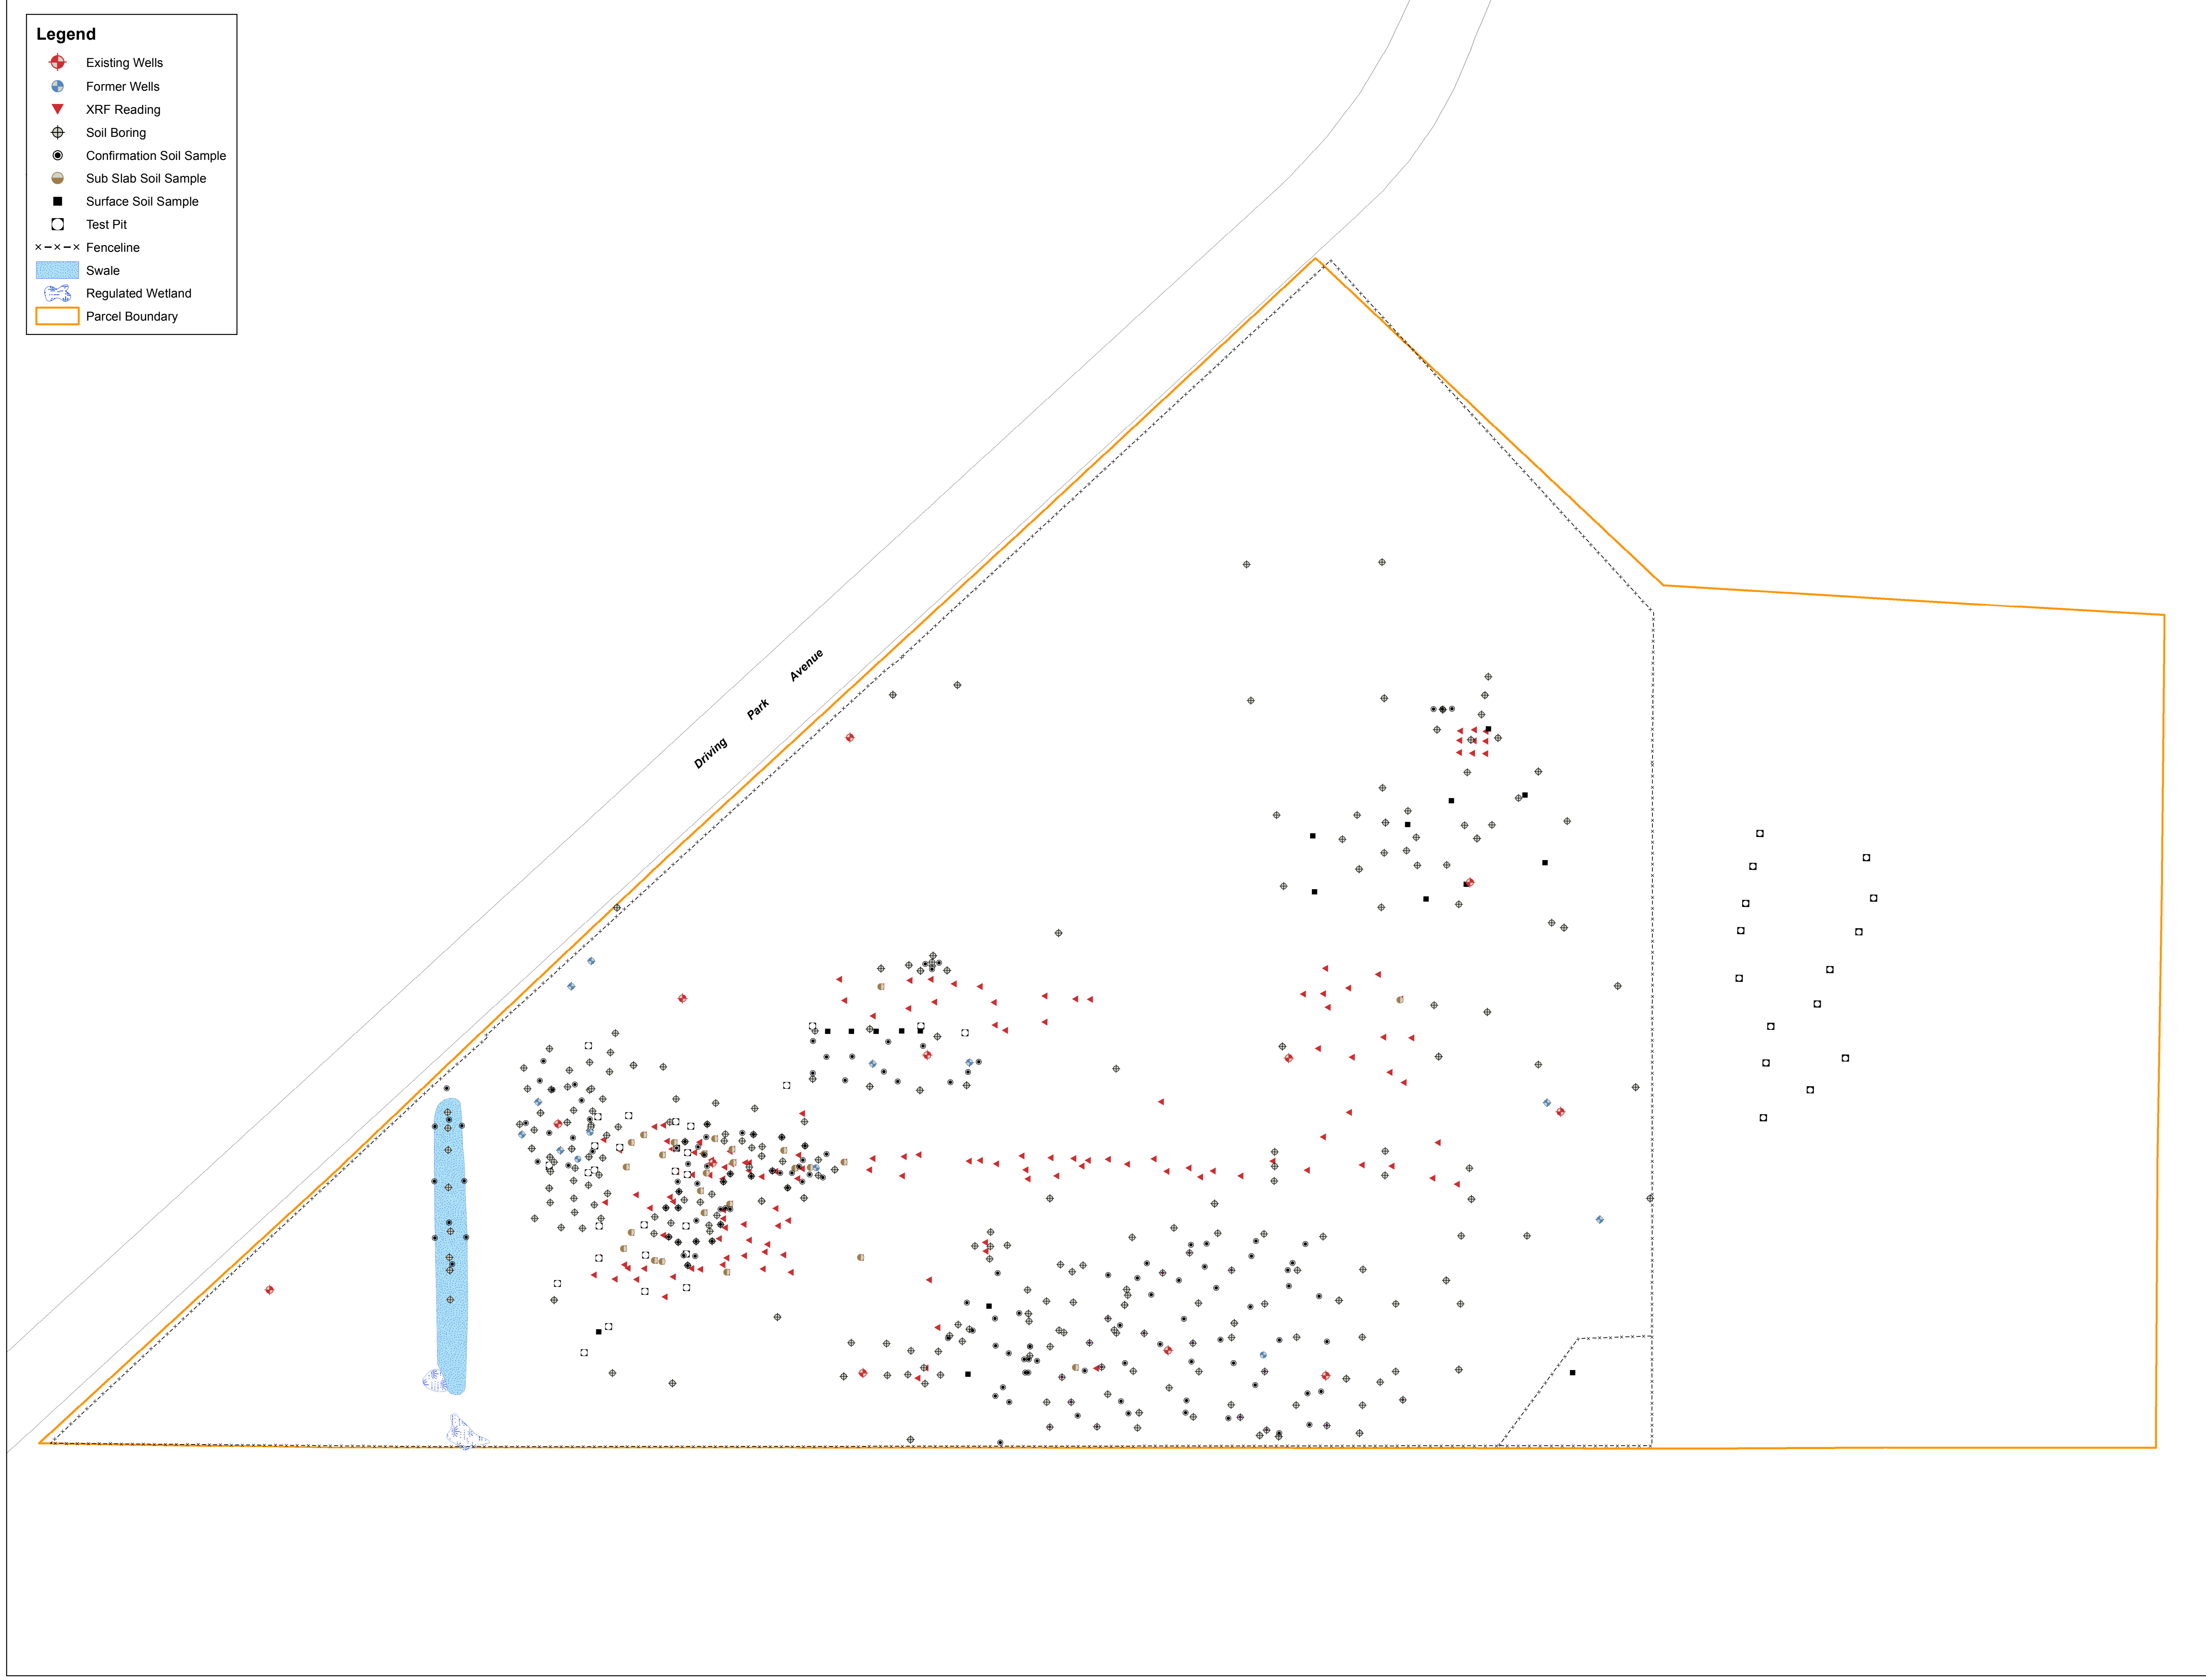 Legend
Existing Wells
Former Wells
XRF Reading
Soil Boring
Confirmation Soil Sample
Sub Slab Soil Sample
Surface Soil Sample
Test Pit
Fenceline
Swale
Regulated Wetland
Parcel Boundary
Driving Park Avenue